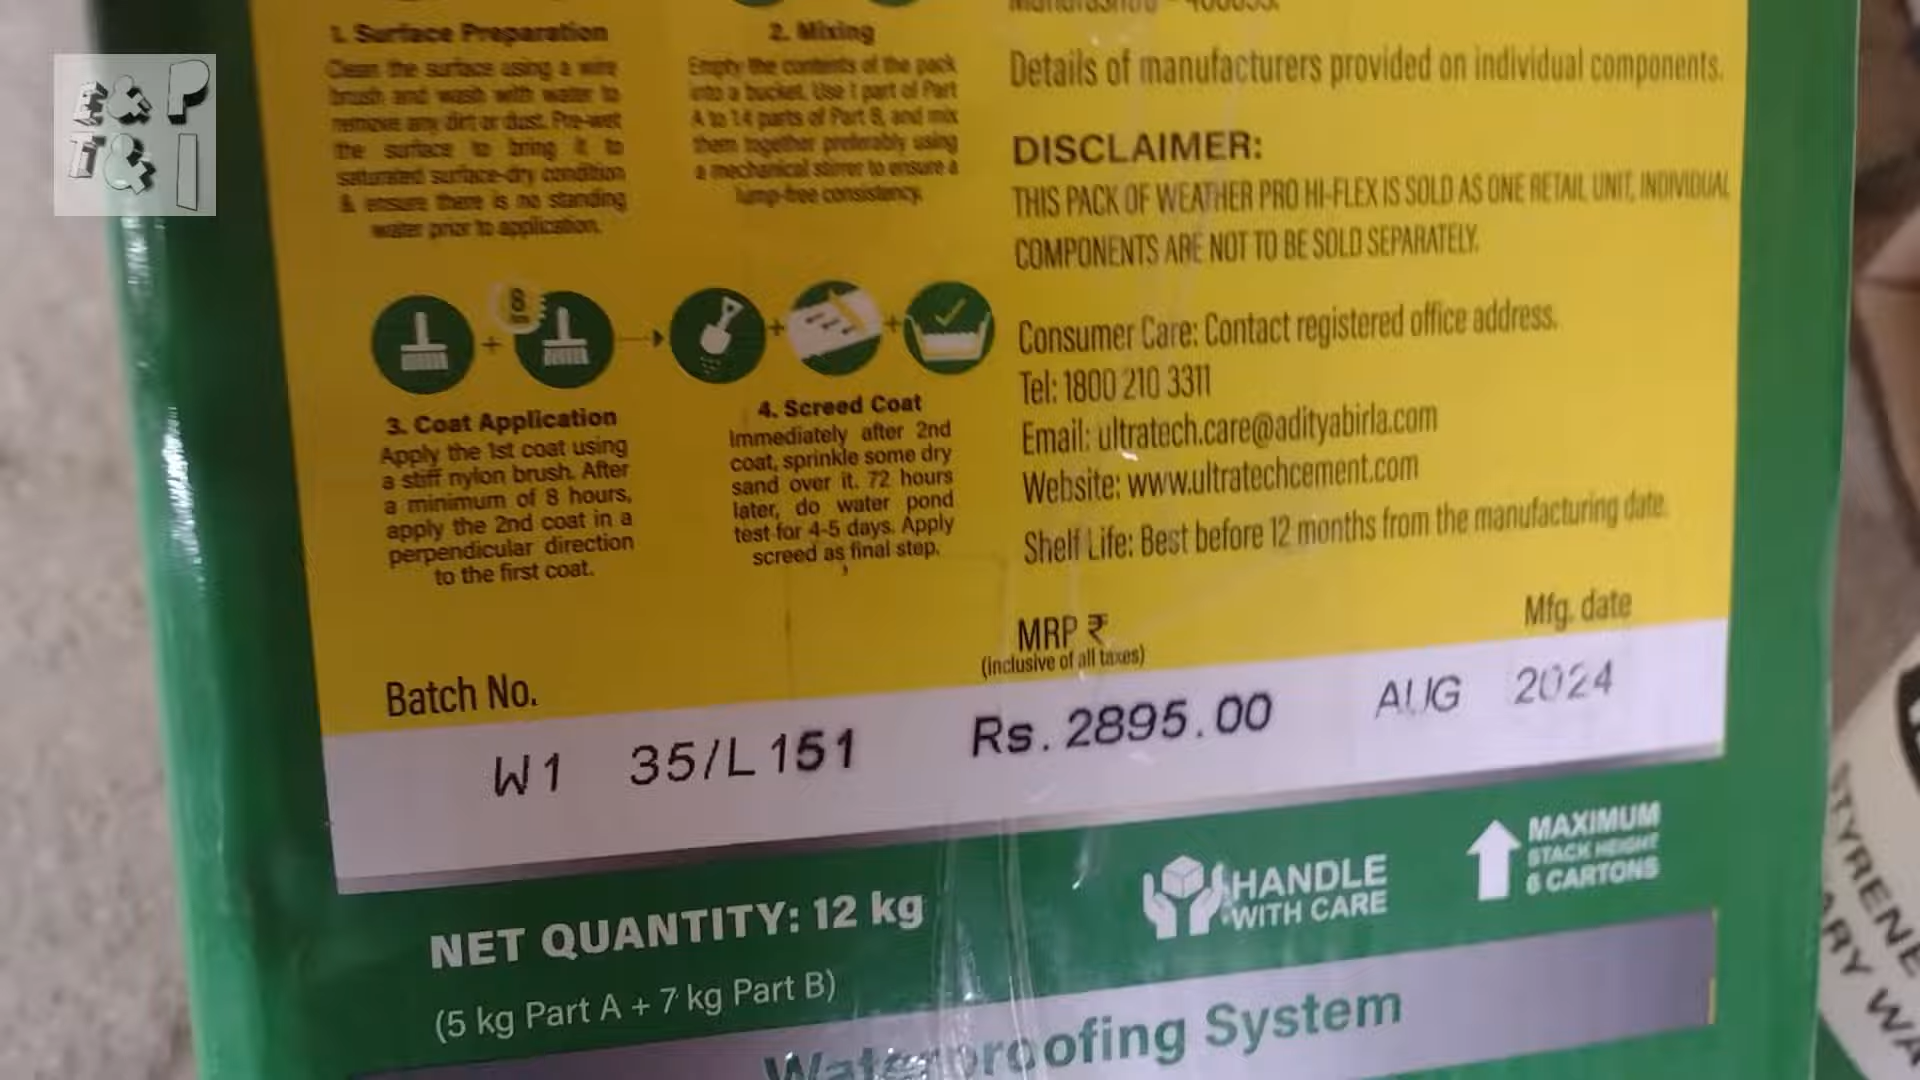 E&P
T&I
1. Surface Preparation
Clean the surface using a wire
brush and wash with water to
remove any dirt or dust. Pre-wet
the surface to bring it to
saturated surface-dry condition
& ensure there is no standing
water prior to application.
2. Mixing
Empty the contents of the pack
into a bucket. Use 1 part of Part
A to 1.4 parts of Part B, and mix
them together preferably using
a mechanical stirrer to ensure a
lump-free consistency.
8
3. Coat Application
Apply the 1st coat using
a stiff nylon brush. After
a minimum of 8 hours,
apply the 2nd coat in a
perpendicular direction
to the first coat.
4. Screed Coat
Immediately after 2nd
coat, sprinkle some dry
sand over it. 72 hours
later, do water pond
test for 4-5 days. Apply
screed as final step.
Details of manufacturers provided on individual components.
DISCLAIMER:
THIS PACK OF WEATHER PRO HI-FLEX IS SOLD AS ONE RETAIL UNIT, INDIVIDUAL
COMPONENTS ARE NOT TO BE SOLD SEPARATELY.
Consumer Care: Contact registered office address.
Tel: 1800 210 3311
Email: ultratech.care@adityabirla.com
Website: www.ultratechcement.com
Shelf Life: Best before 12 months from the manufacturing date.
Batch No.
MRP ₹
(inclusive of all taxes)
Mfg. date
W1 35/L151 Rs.2895.00 AUG 2024
NET QUANTITY: 12 kg
(5 kg Part A + 7 kg Part B)
HANDLE
WITH CARE
MAXIMUM
STACK HEIGHT
6 CARTONS
Waterproofing System